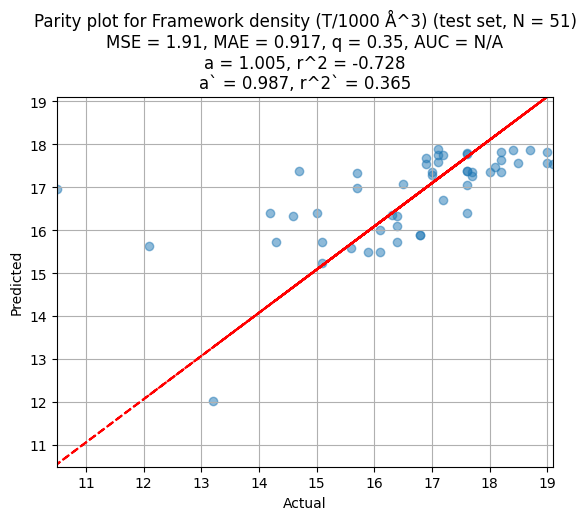 Parity plot for Framework density (T/1000 Å^3) (test set, N = 51)
MSE = 1.91, MAE = 0.917, q = 0.35, AUC = N/A
a = 1.005, r^2 = -0.728
a` = 0.987, r^2` = 0.365
19
18
17
16
15
14
13
12
11
Predicted
11 12 13 14 15 16 17 18 19
Actual